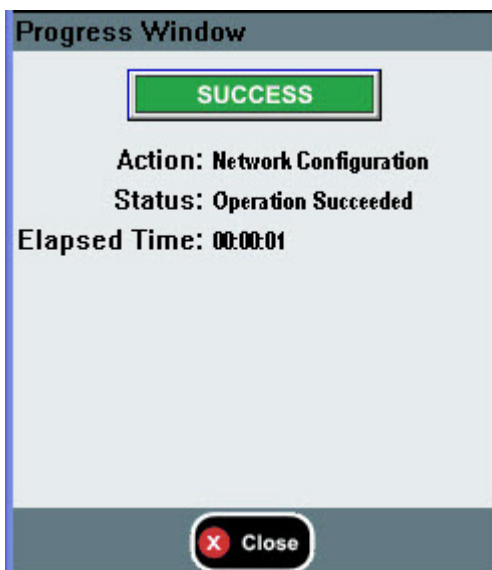 Progress Window
SUCCESS
Action: Network Configuration
Status: Operation Succeeded
Elapsed Time: 00:00:01
X Close